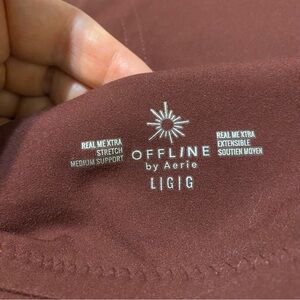 REAL ME XTRA
STRETCH
MEDIUM SUPPORT
OFFLINE
by Aerie
L|G|G
REAL ME XTRA
EXTENSIBLE
SOUTIEN MOYEN